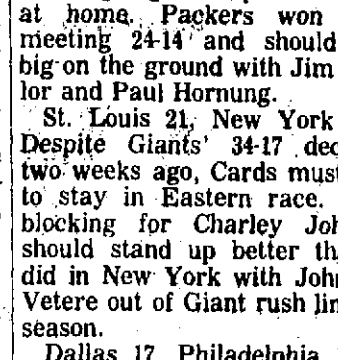 at home. Packers won
meeting 24-14 and should
big on the ground with Jim
lor and Paul Hornung.
St. Louis 21, New York
Despite Giants' 34-17 dec
two weeks ago, Cards must
to stay in Eastern race.
blocking for Charley Joh
should stand up better th
did in New York with John
Vetere out of Giant rush lin
season.
Dallas 17, Philadelphia